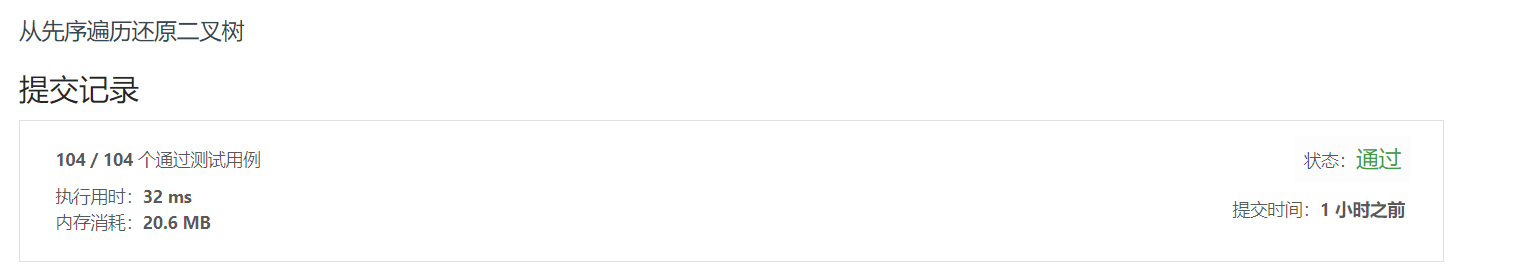 从先序遍历还原二叉树
提交记录
104 / 104 个通过测试用例
状态：通过
执行用时：32 ms
提交时间：1 小时之前
内存消耗：20.6 MB